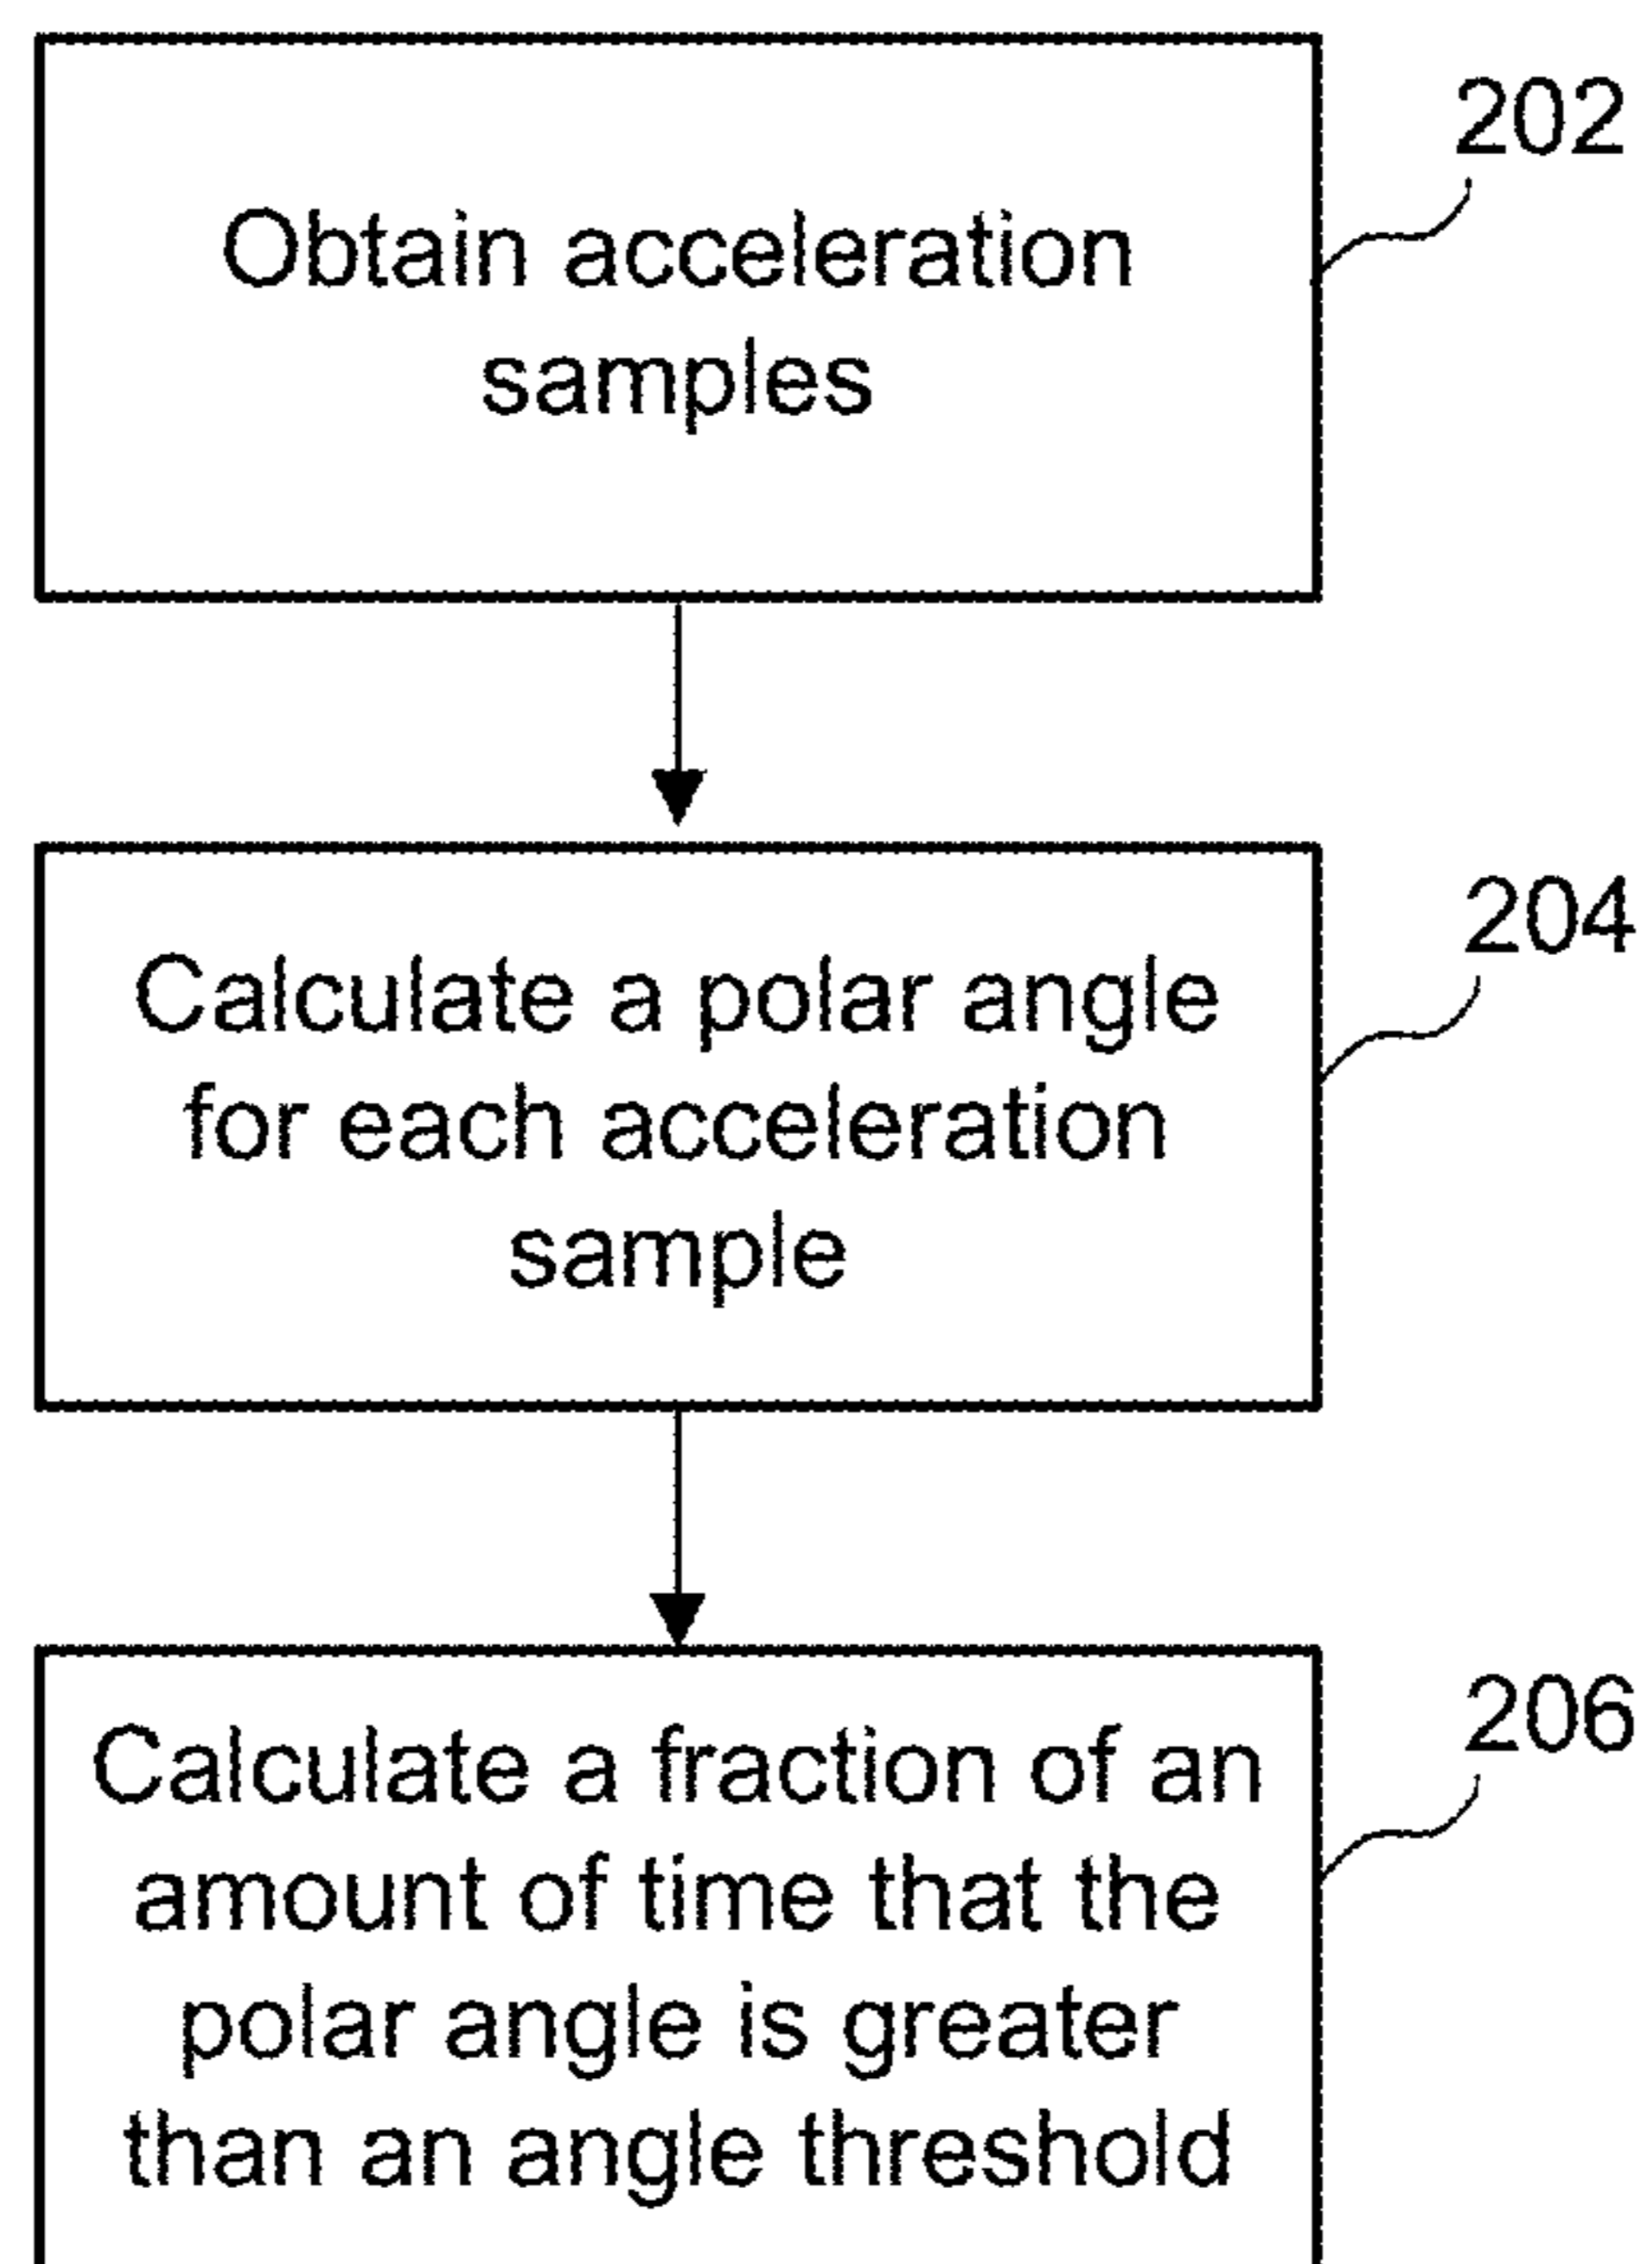 202
Obtain acceleration
samples
204
Calculate a polar angle
for each acceleration
sample
206
Calculate a fraction of an
amount of time that the
polar angle is greater
than an angle threshold